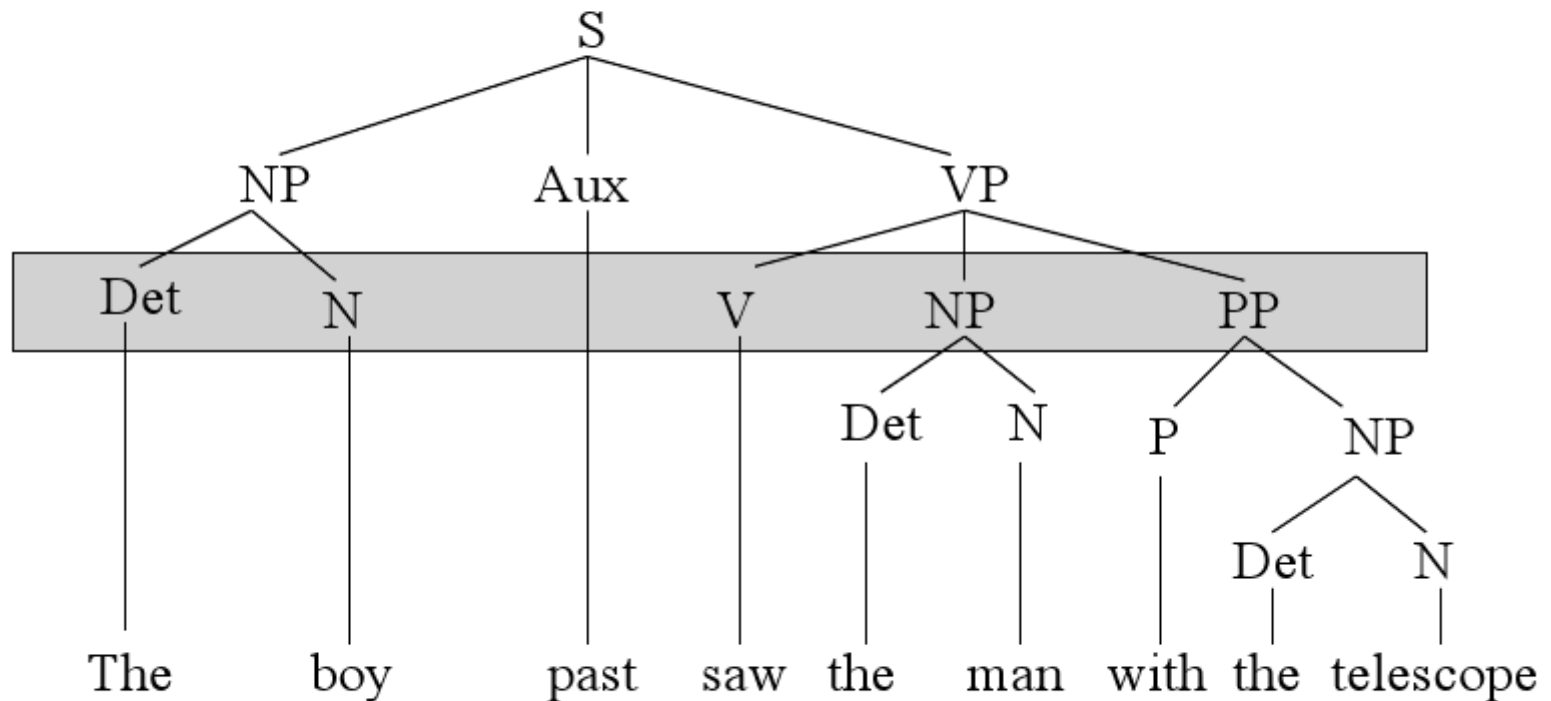 S
NP Aux VP
Det N V NP PP
Det N P NP
Det N
The boy past saw the man with the telescope